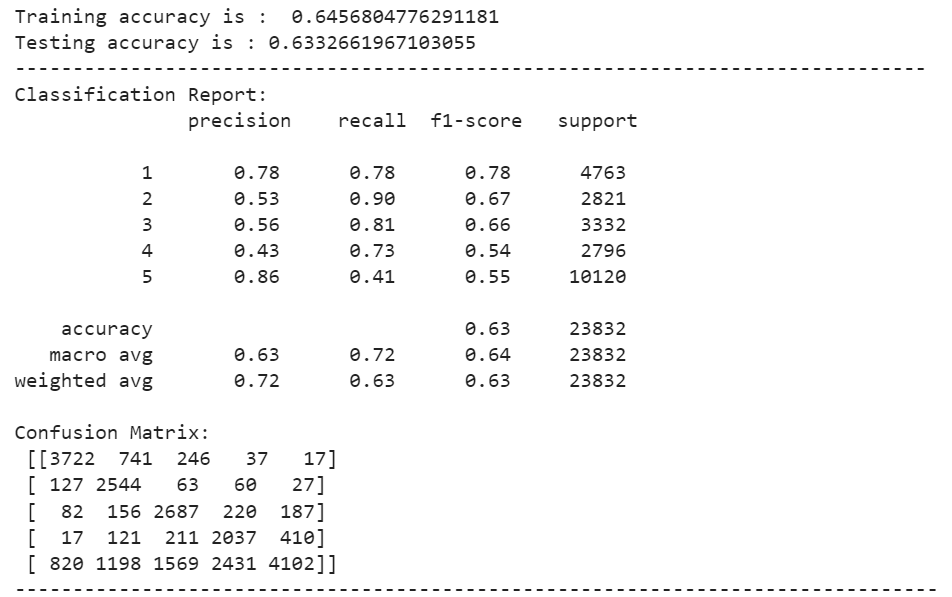 Training accuracy is :  0.6456804776291181
Testing accuracy is : 0.6332661967103055
------------------------------------------------------------------------------
Classification Report:
               precision    recall  f1-score   support

           1       0.78      0.78      0.78      4763
           2       0.53      0.90      0.67      2821
           3       0.56      0.81      0.66      3332
           4       0.43      0.73      0.54      2796
           5       0.86      0.41      0.55     10120

    accuracy                           0.63     23832
   macro avg       0.63      0.72      0.64     23832
weighted avg       0.72      0.63      0.63     23832

Confusion Matrix:
 [[3722  741  246   37   17]
 [ 127 2544   63   60   27]
 [  82  156 2687  220  187]
 [  17  121  211 2037  410]
 [ 820 1198 1569 2431 4102]]
-------------------------------------------------------------------------------